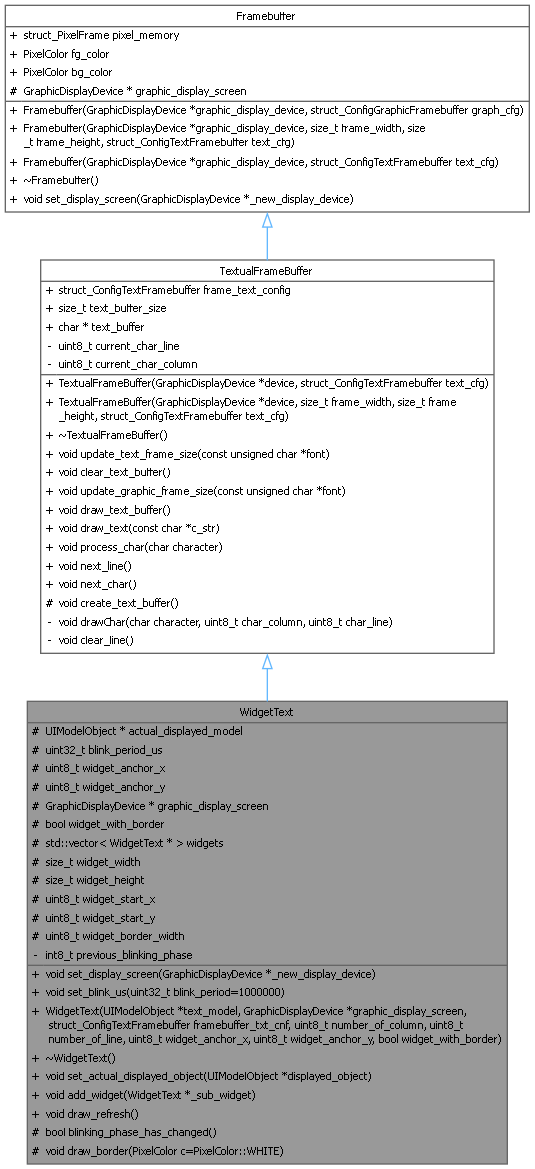 Framebuffer
+ struct_PixelFrame pixel_memory
+ PixelColor fg_color
+ PixelColor bg_color
# GraphicDisplayDevice * graphic_display_screen
+ Framebuffer(GraphicDisplayDevice *graphic_display_device, struct_ConfigGraphicFramebuffer graph_cfg)
+ Framebuffer(GraphicDisplayDevice *graphic_display_device, size_t frame_width, size
_t frame_height, struct_ConfigTextFramebuffer text_cfg)
+ Framebuffer(GraphicDisplayDevice *graphic_display_device, struct_ConfigTextFramebuffer text_cfg)
+ ~Framebuffer()
+ void set_display_screen(GraphicDisplayDevice *_new_display_device)
TextualFrameBuffer
+ struct_ConfigTextFramebuffer frame_text_config
+ size_t text_buffer_size
+ char * text_buffer
- uint8_t current_char_line
- uint8_t current_char_column
+ TextualFrameBuffer(GraphicDisplayDevice *device, struct_ConfigTextFramebuffer text_cfg)
+ TextualFrameBuffer(GraphicDisplayDevice *device, size_t frame_width, size_t frame
_height, struct_ConfigTextFramebuffer text_cfg)
+ ~TextualFrameBuffer()
+ void update_text_frame_size(const unsigned char *font)
+ void clear_text_buffer()
+ void update_graphic_frame_size(const unsigned char *font)
+ void draw_text_buffer()
+ void draw_text(const char *c_str)
+ void process_char(char character)
+ void next_line()
+ void next_char()
# void create_text_buffer()
- void drawChar(char character, uint8_t char_column, uint8_t char_line)
- void clear_line()
WidgetText
# UIModelObject * actual_displayed_model
# uint32_t blink_period_us
# uint8_t widget_anchor_x
# uint8_t widget_anchor_y
# GraphicDisplayDevice * graphic_display_screen
# bool widget_with_border
# std::vector< WidgetText * > widgets
# size_t widget_width
# size_t widget_height
# uint8_t widget_start_x
# uint8_t widget_start_y
# uint8_t widget_border_width
- int8_t previous_blinking_phase
+ void set_display_screen(GraphicDisplayDevice *_new_display_device)
+ void set_blink_us(uint32_t blink_period=1000000)
+ WidgetText(UIModelObject *text_model, GraphicDisplayDevice *graphic_display_screen,
struct_ConfigTextFramebuffer framebuffer_txt_cnf, uint8_t number_of_column, uint8_t
number_of_line, uint8_t widget_anchor_x, uint8_t widget_anchor_y, bool widget_with_border)
+ ~WidgetText()
+ void set_actual_displayed_object(UIModelObject *displayed_object)
+ void add_widget(WidgetText *_sub_widget)
+ void draw_refresh()
# bool blinking_phase_has_changed()
# void draw_border(PixelColor c=PixelColor::WHITE)